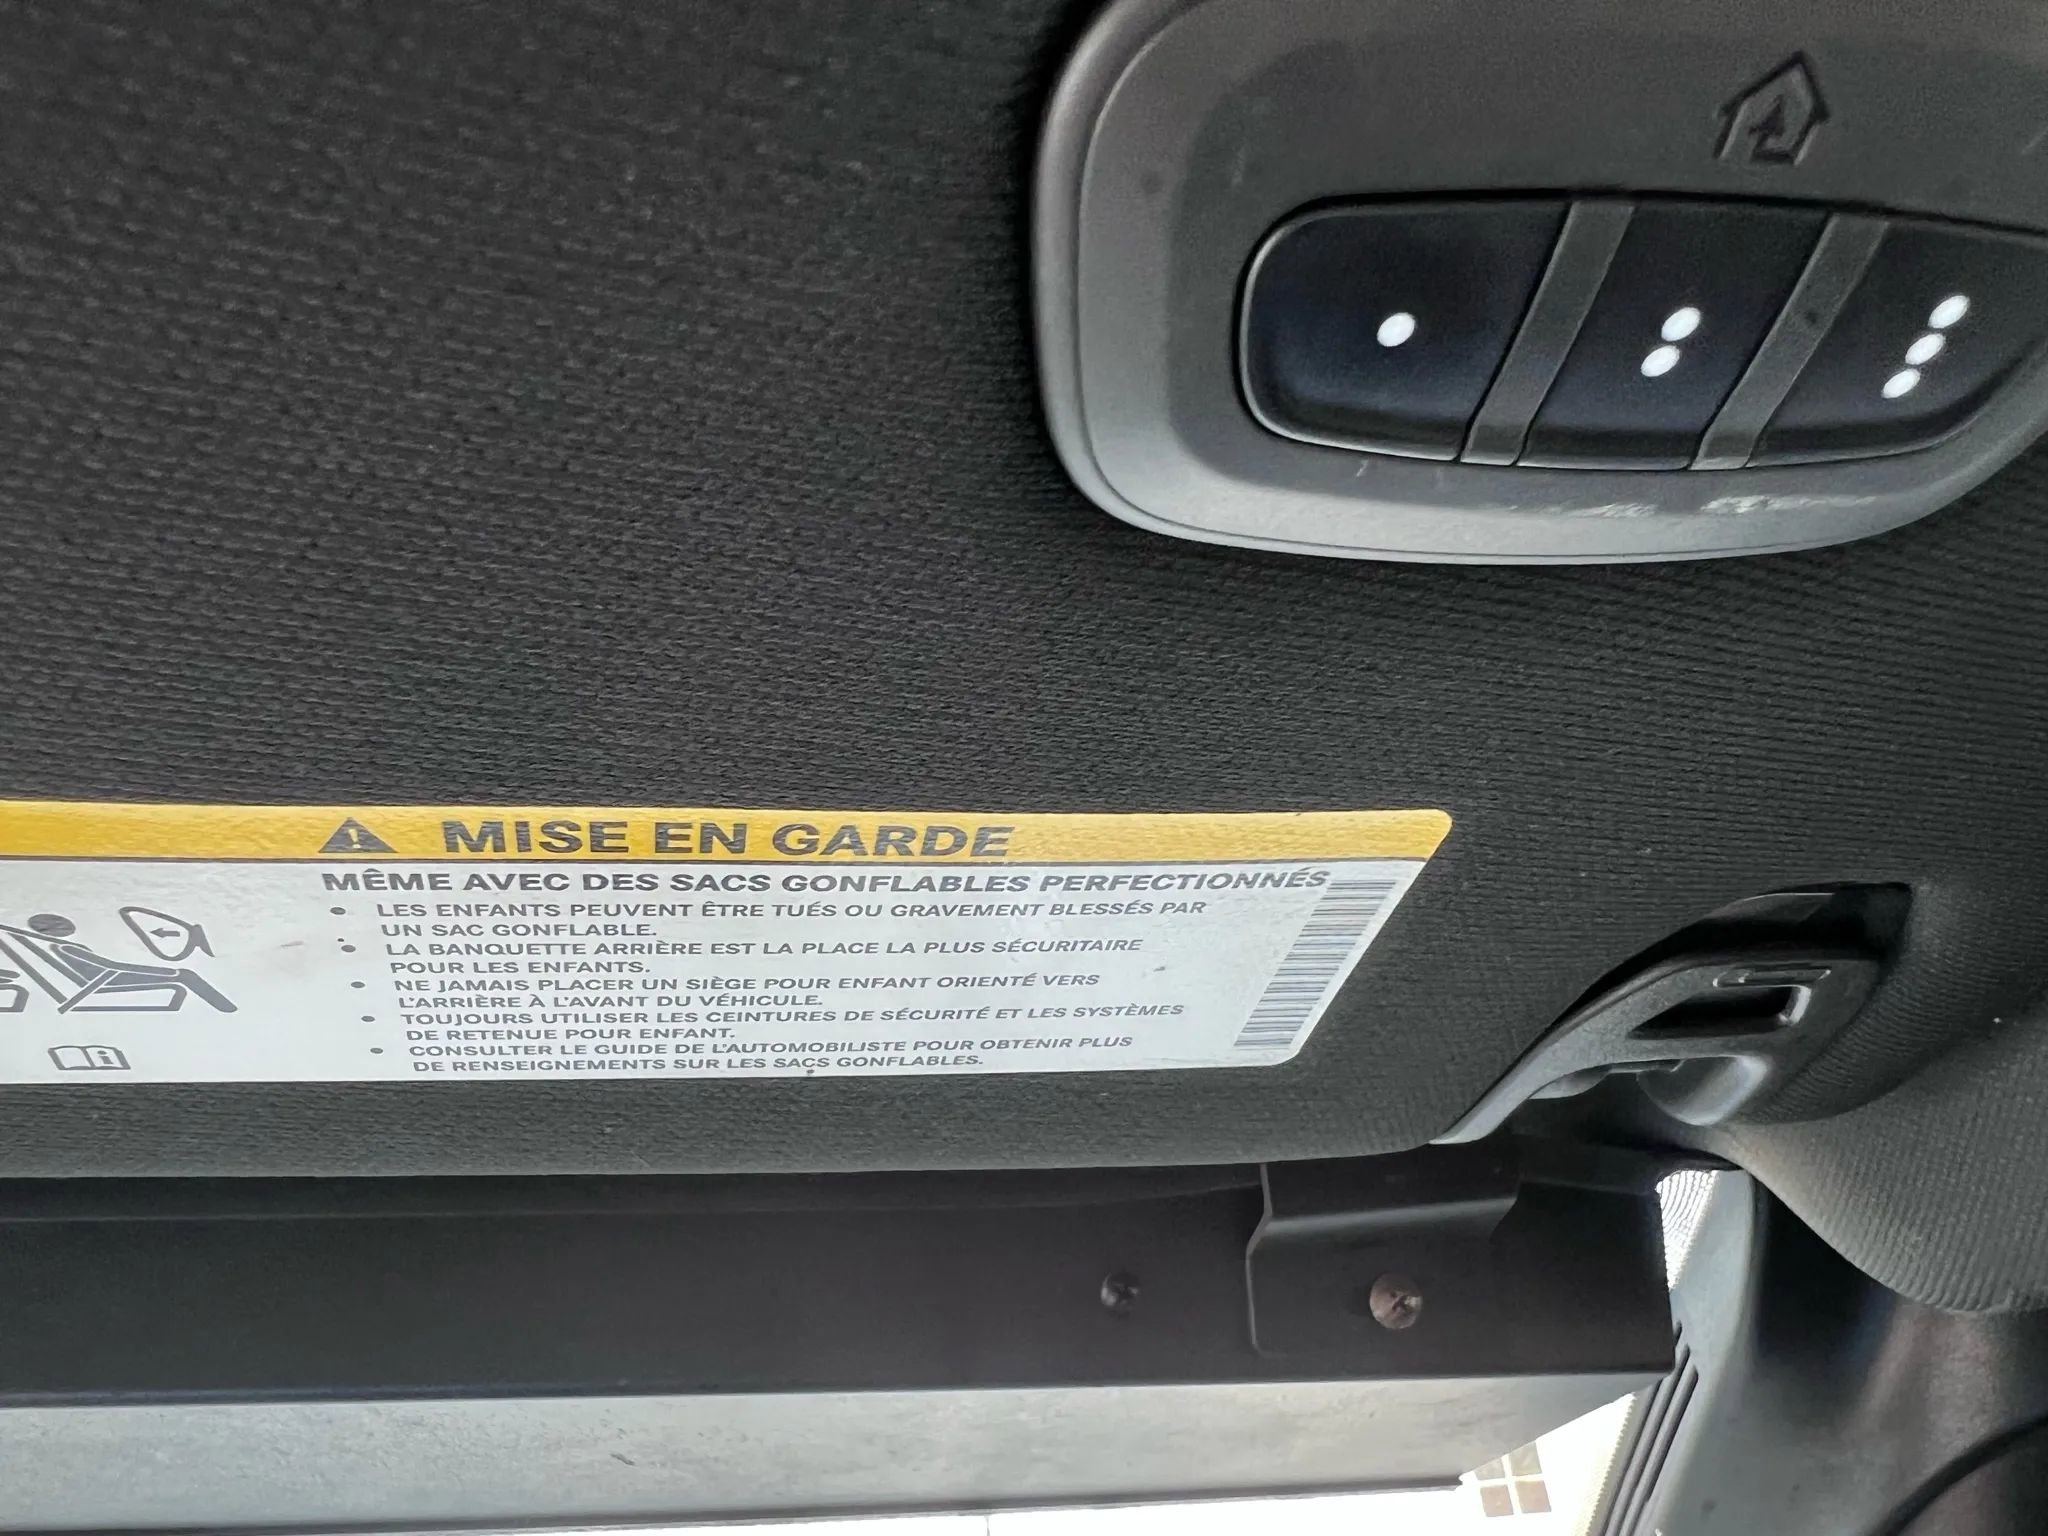 MISE EN GARDE
MÊME AVEC DES SACS GONFLABLES PERFECTIONNÉS
• LES ENFANTS PEUVENT ÊTRE TUÉS OU GRAVEMENT BLESSÉS PAR
UN SAC GONFLABLE.
• LA BANQUETTE ARRIÈRE EST LA PLACE LA PLUS SÉCURITAIRE
POUR LES ENFANTS.
• NE JAMAIS PLACER UN SIÈGE POUR ENFANT ORIENTÉ VERS
L'ARRIÈRE À L'AVANT DU VÉHICULE.
• TOUJOURS UTILISER LES CEINTURES DE SÉCURITÉ ET LES SYSTÈMES
DE RETENUE POUR ENFANT.
• CONSULTER LE GUIDE DE L'AUTOMOBILISTE POUR OBTENIR PLUS
DE RENSEIGNEMENTS SUR LES SACS GONFLABLES.